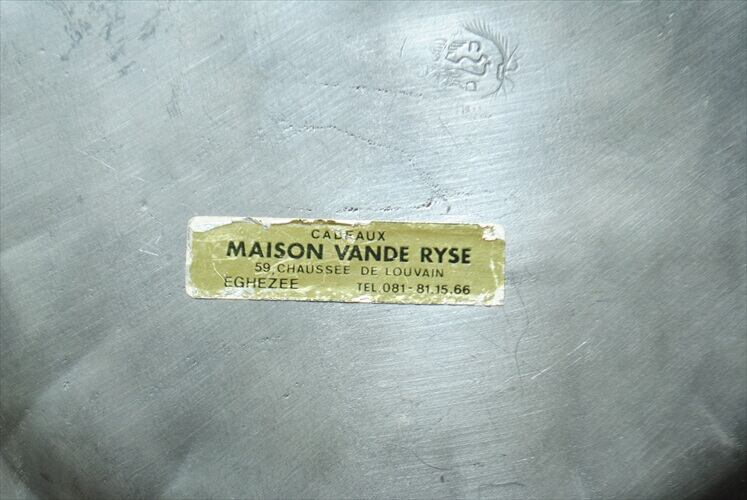 CADEAUX
MAISON VANDE RYSE
59, CHAUSSEE DE LOUVAIN
EGHEZEE TEL. 081-81.15.66